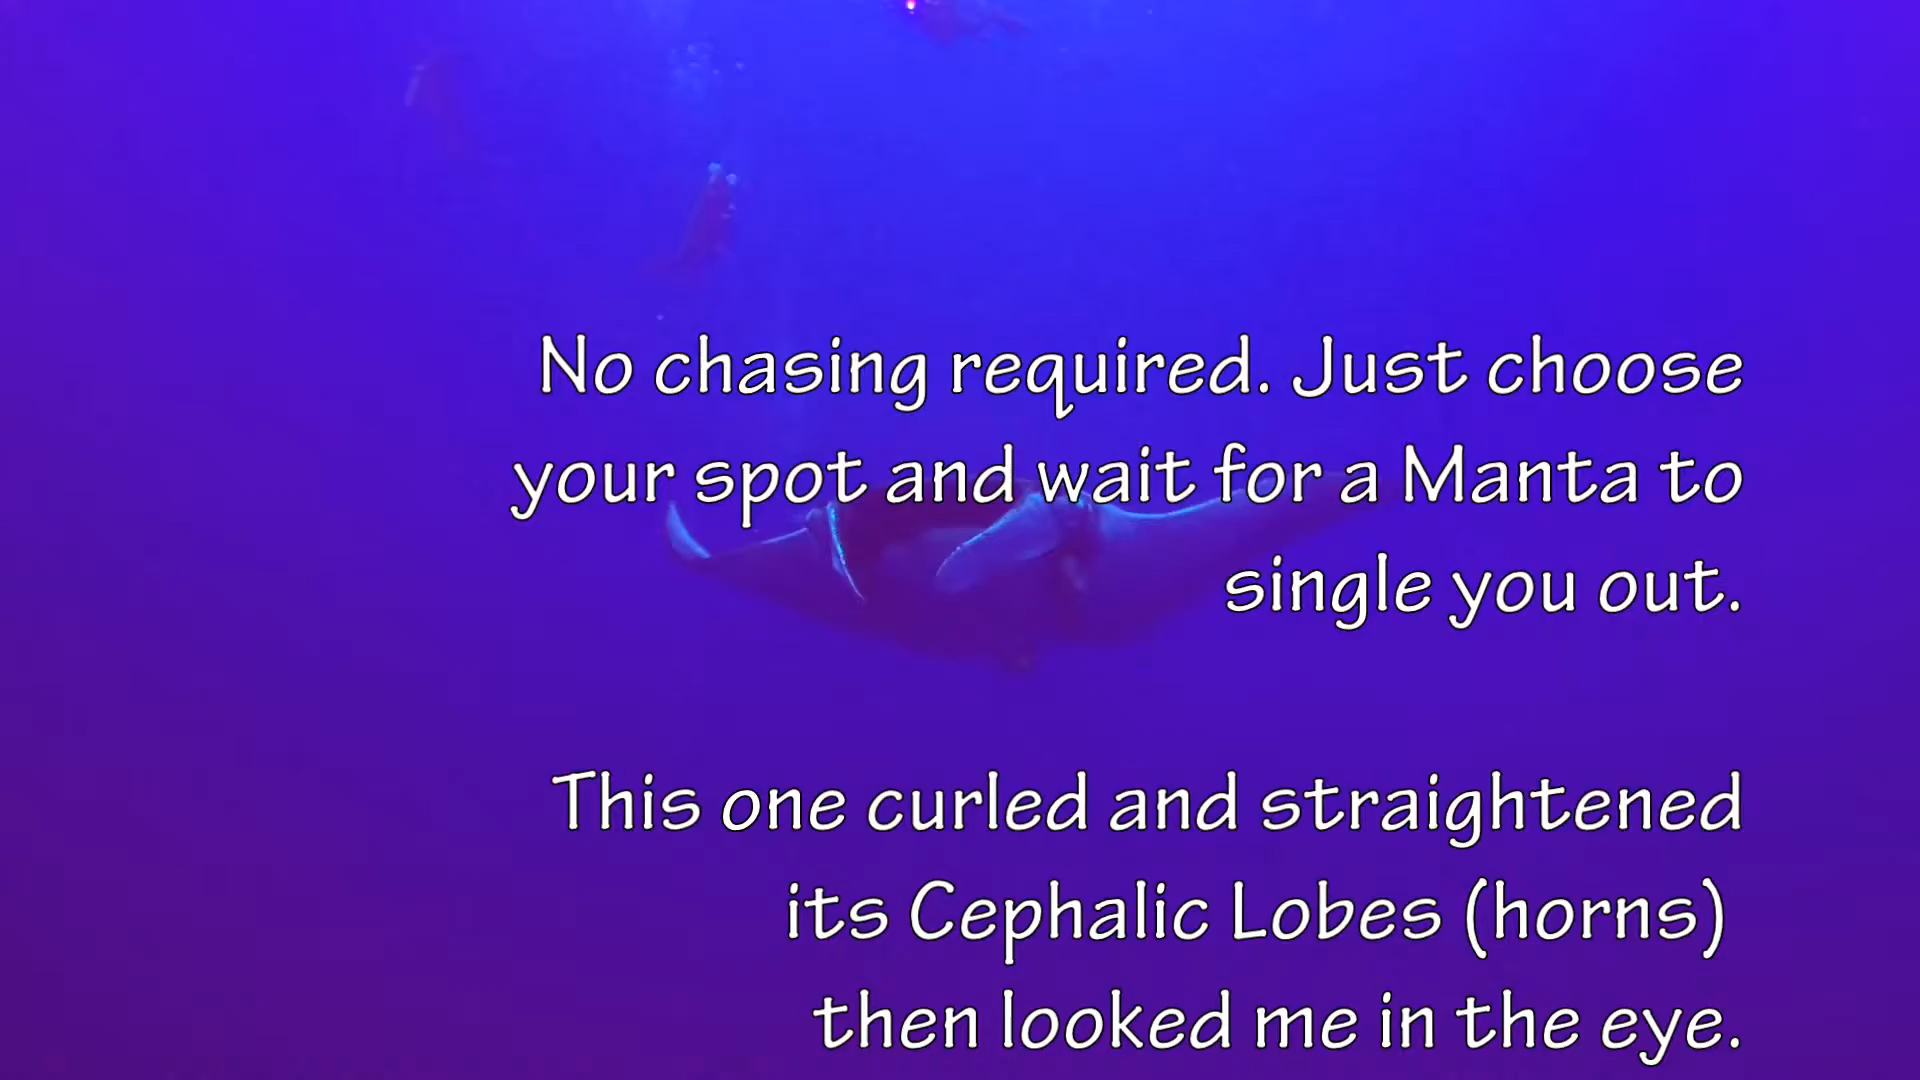 No chasing required. Just choose
your spot and wait for a Manta to
single you out.
This one curled and straightened
its Cephalic Lobes (horns)
then looked me in the eye.